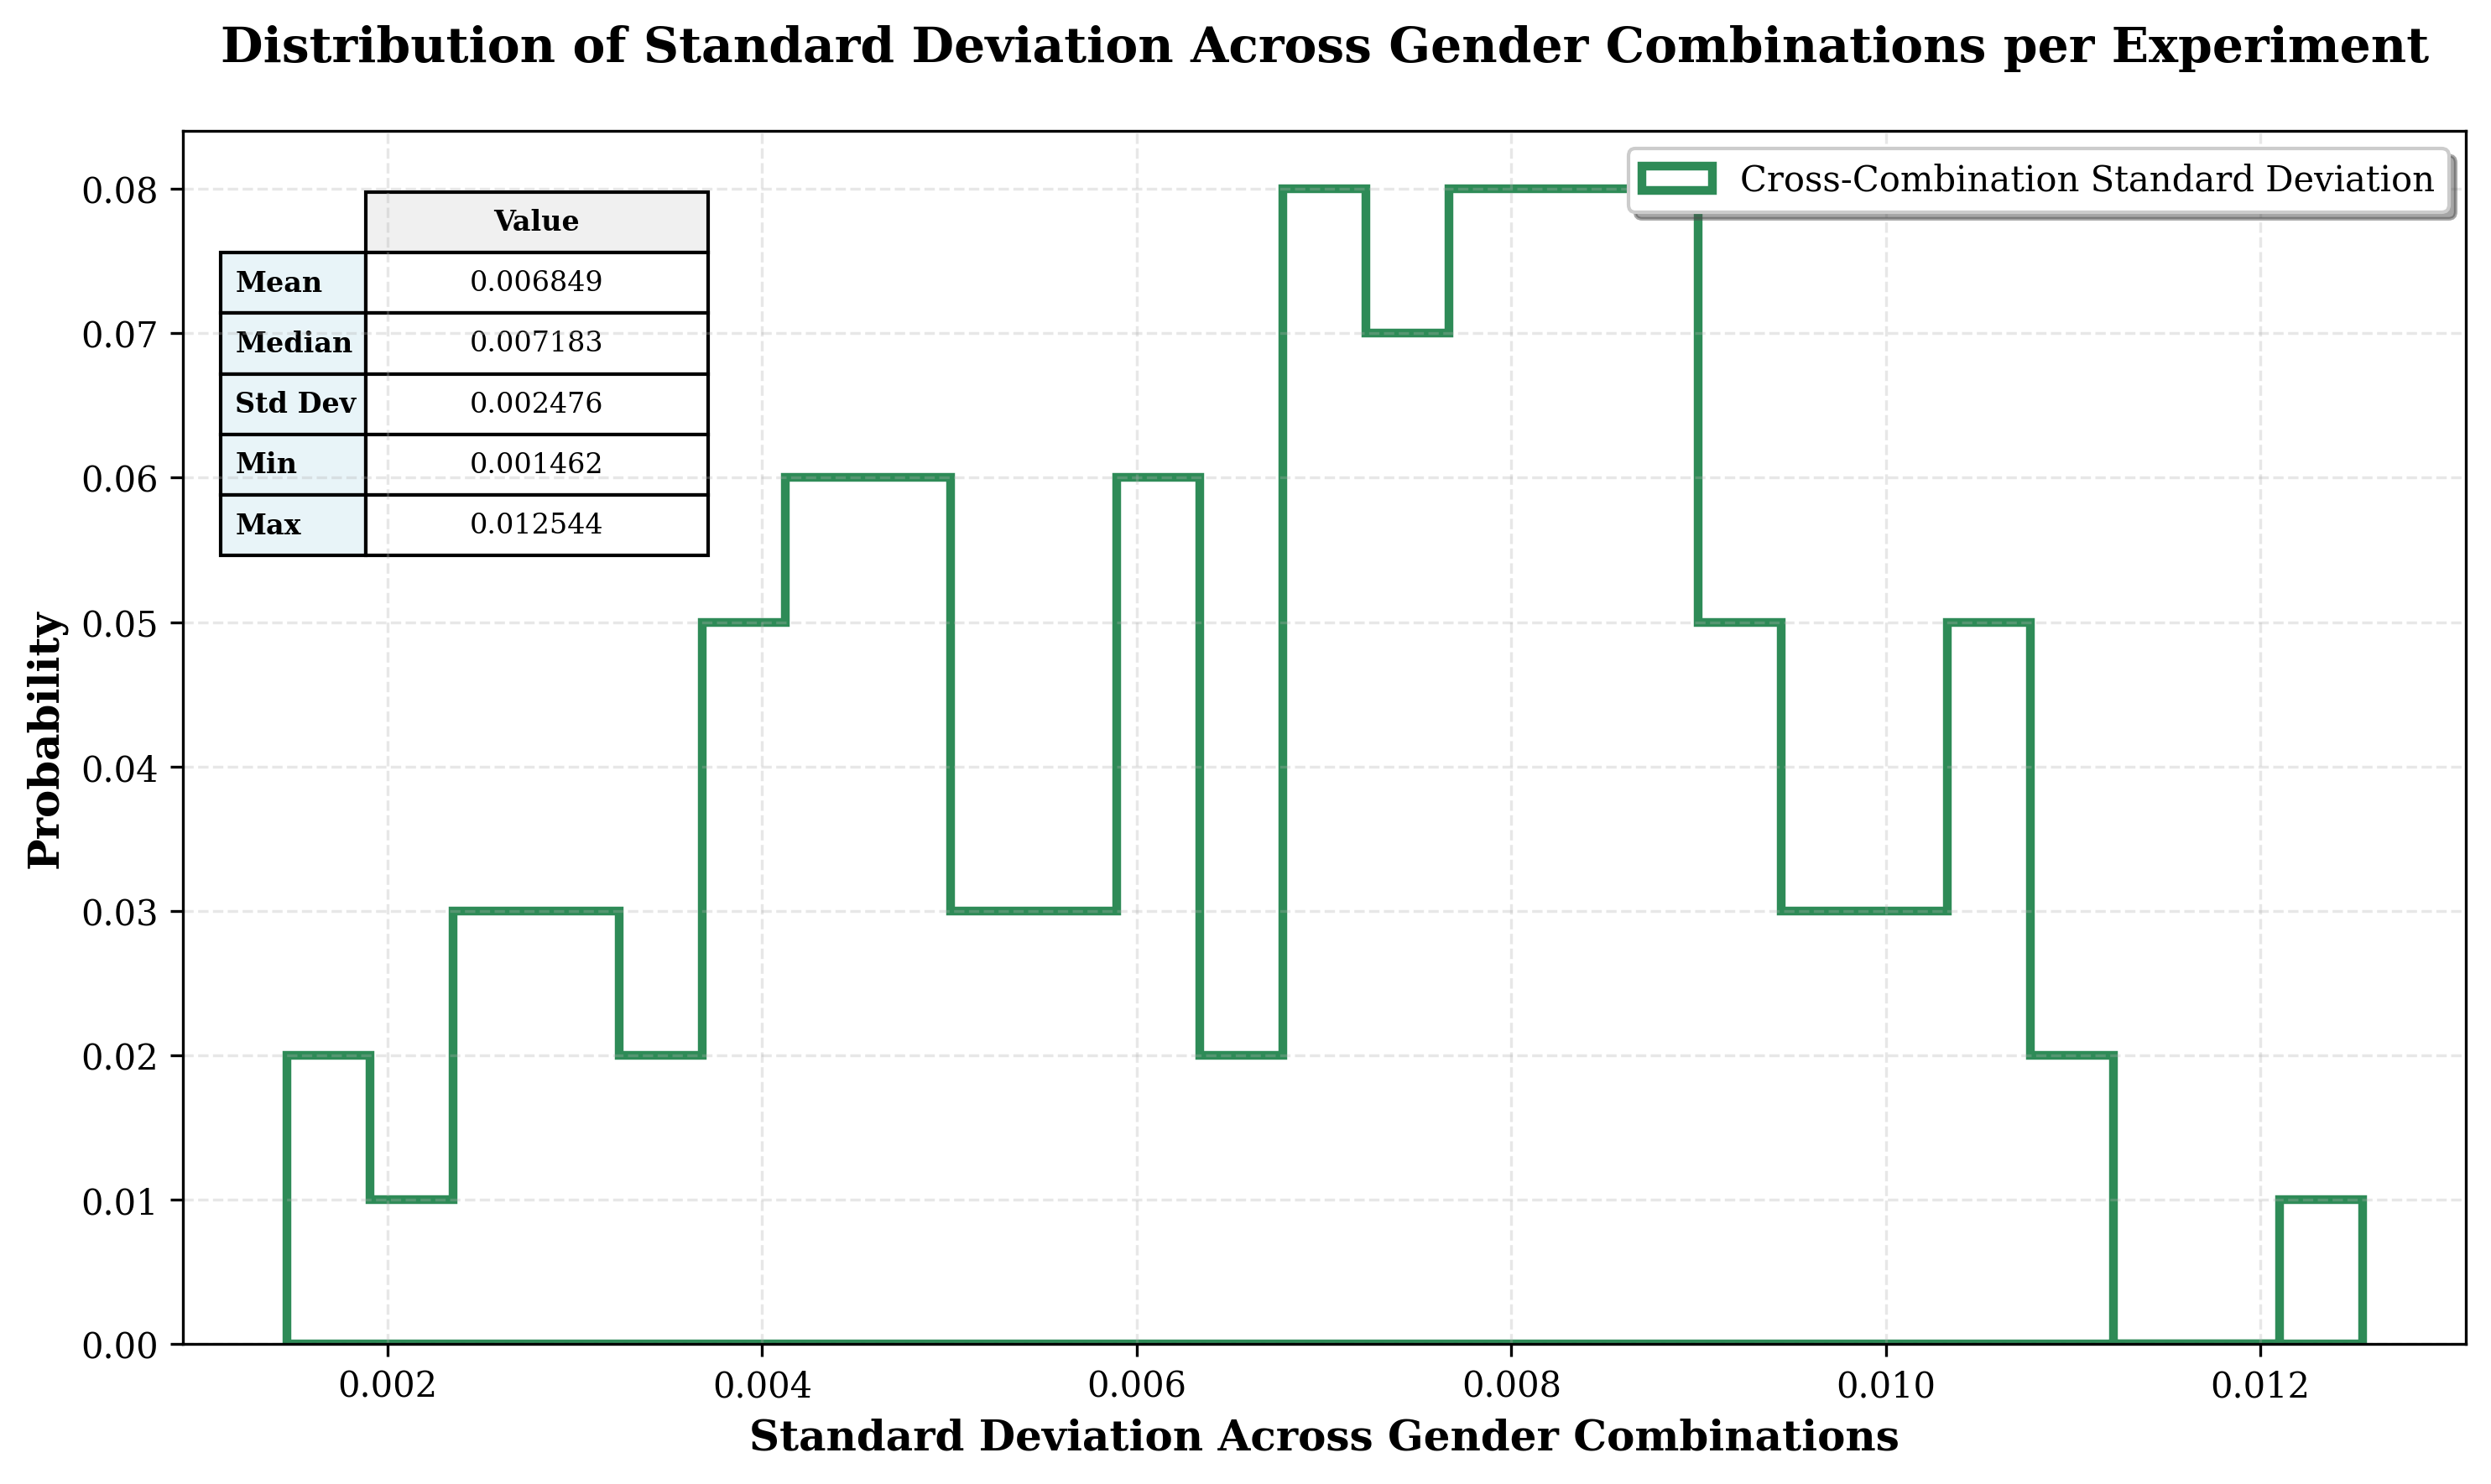 Distribution of Standard Deviation Across Gender Combinations per Experiment
Cross-Combination Standard Deviation
Value
Mean 0.006849
Median 0.007183
Std Dev 0.002476
Min 0.001462
Max 0.012544
Probability
0.08
0.07
0.06
0.05
0.04
0.03
0.02
0.01
0.00
0.002 0.004 0.006 0.008 0.010 0.012
Standard Deviation Across Gender Combinations